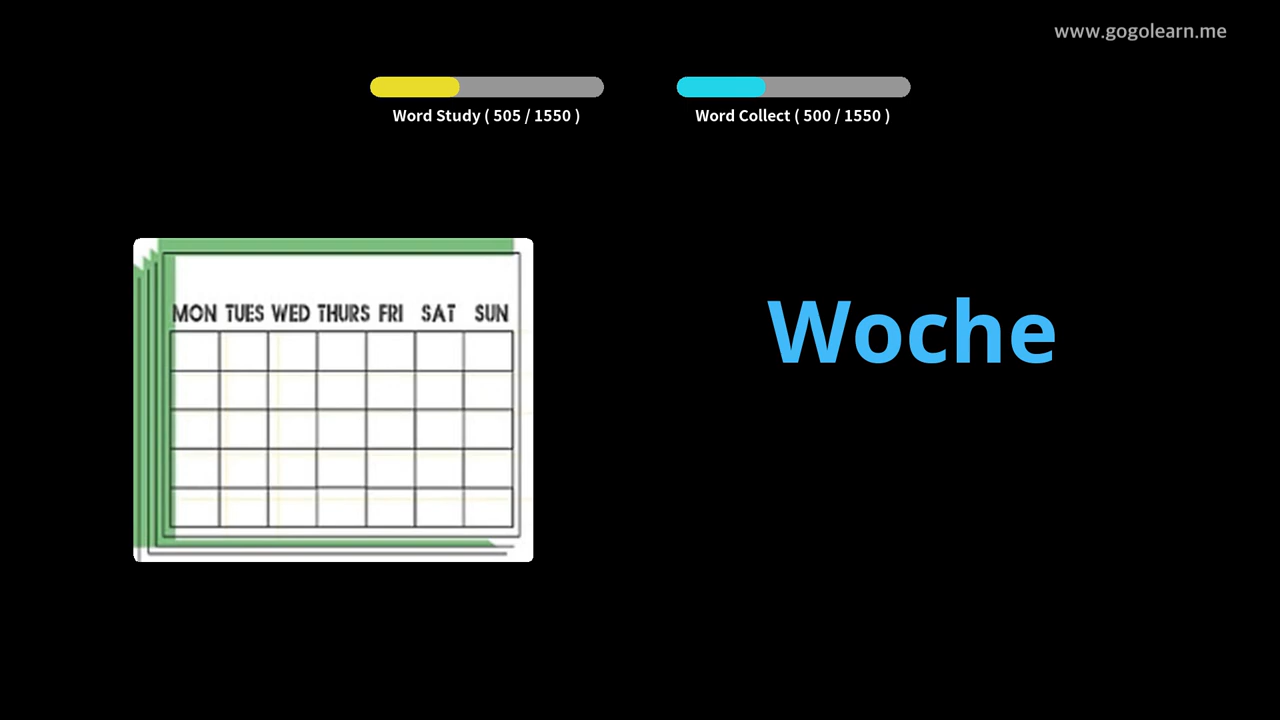 www.gogolearn.me
Word Study ( 505 / 1550 )
Word Collect ( 500 / 1550 )
MON TUES WED THURS FRI SAT SUN
Woche